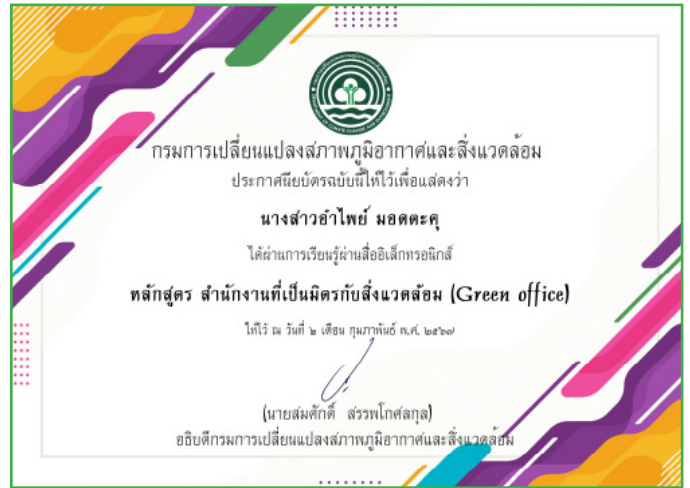 กรมการเปลี่ยนแปลงสภาพภูมิอากาศและสิ่งแวดล้อม
ประกาศนียบัตรฉบับนี้ให้ไว้เพื่อแสดงว่า
นางสาวอำไพย์ มอดตะคุ
ได้ผ่านการเรียนรู้ผ่านสื่ออิเล็กทรอนิกส์
หลักสูตร สำนักงานที่เป็นมิตรกับสิ่งแวดล้อม (Green office)
ให้ไว้ ณ วันที่ ๒ เดือน กุมภาพันธ์ พ.ศ. ๒๕๖๗
(นายสมศักดิ์ สรรพโกศลกุล)
อธิบดีกรมการเปลี่ยนแปลงสภาพภูมิอากาศและสิ่งแวดล้อม